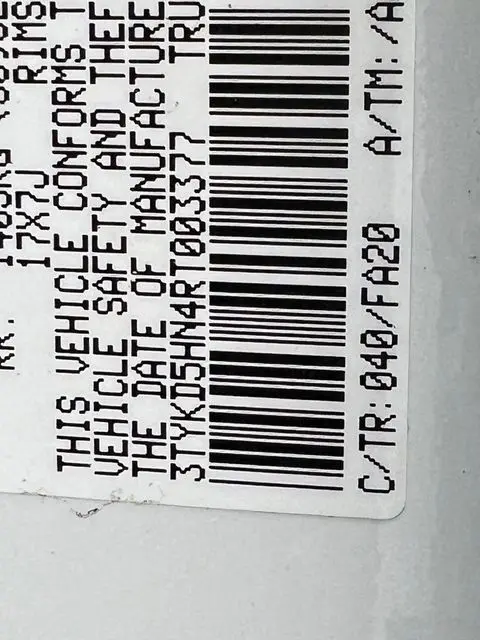 RR.
17X7J RIMS
THIS VEHICLE CONFORMS T
VEHICLE SAFETY AND THEF
THE DATE OF MANUFACTURE
3TYKD5HN4RT003377 TRU
C/TR: 040/FA20 A/TM: /A